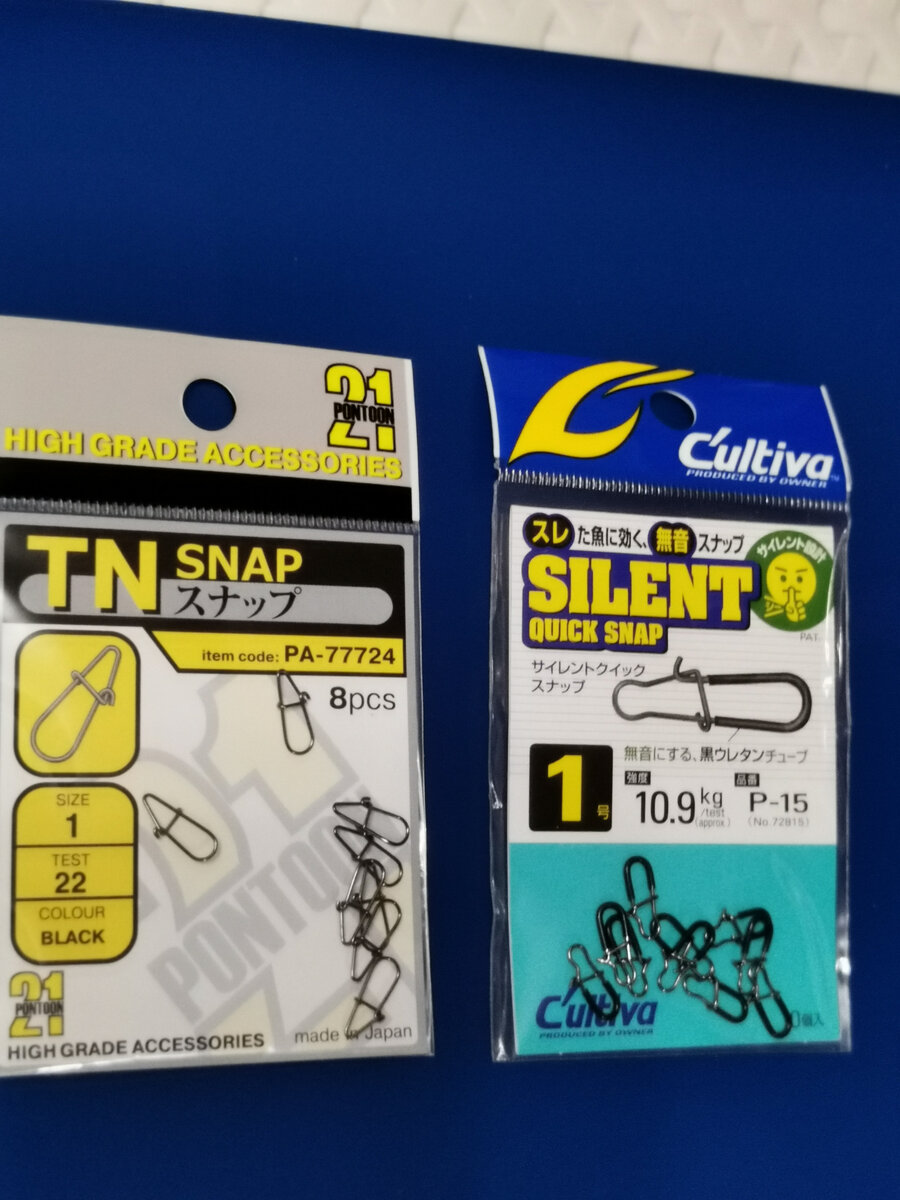 21
PONTOON
HIGH GRADE ACCESSORIES
TN SNAP
スナップ
item code: PA-77724
8pcs
SIZE
1
TEST
22
COLOUR
BLACK
21
PONTOON
PONTOON
21
PONTOON
HIGH GRADE ACCESSORIES
made in Japan
C'ultiva™
PRODUCED BY OWNER
スレた魚に効く、無音スナップ
サイレント設計
SILENT
QUICK SNAP
PAT.
サイレントクイック
スナップ
無音にする、黒ウレタンチューブ
1号
強度
10.9kg
/test
(approx.)
品番
P-15
(No.72815)
C'ultiva
PRODUCED BY OWNER
個入